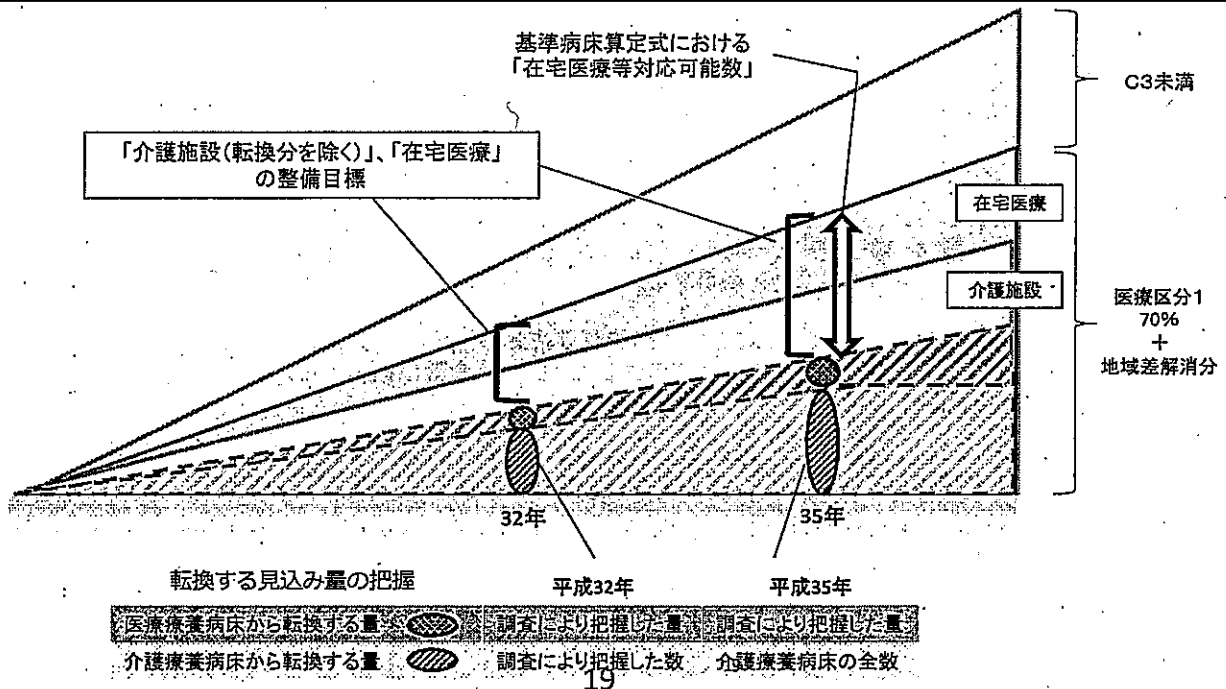 基準病床算定式における
「在宅医療等対応可能数」
C3未満
「介護施設(転換分を除く)」、「在宅医療」
の整備目標
在宅医療
介護施設
医療区分1
70%
+
地域差解消分
32年
35年
転換する見込み量の把握
平成32年
平成35年
医療療養病床から転換する量
調査により把握した量
調査により把握した量
介護療養病床から転換する量
調査により把握した数
介護療養病床の全数
19